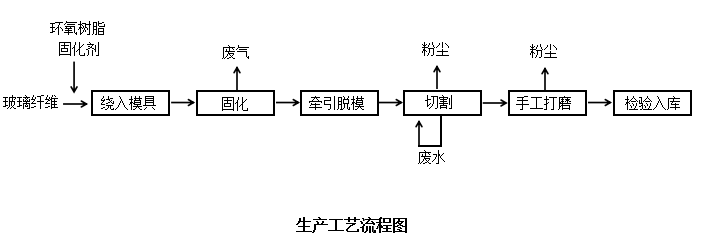 环氧树脂
固化剂
废气
粉尘
粉尘
玻璃纤维
绕入模具
固化
牵引脱模
切割
手工打磨
检验入库
废水
生产工艺流程图